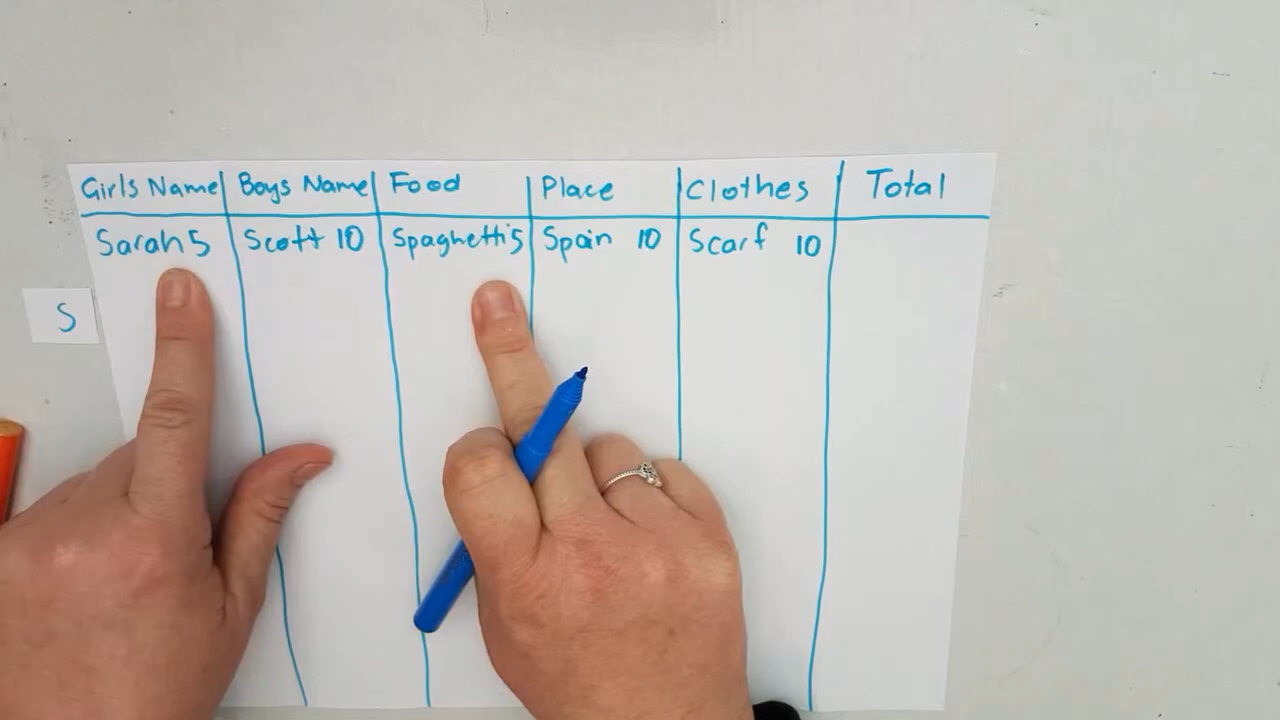 Girls Name Boys Name Food Place Clothes Total
Sarah 5 Scott 10 Spaghetti 5 Spain 10 Scarf 10
S